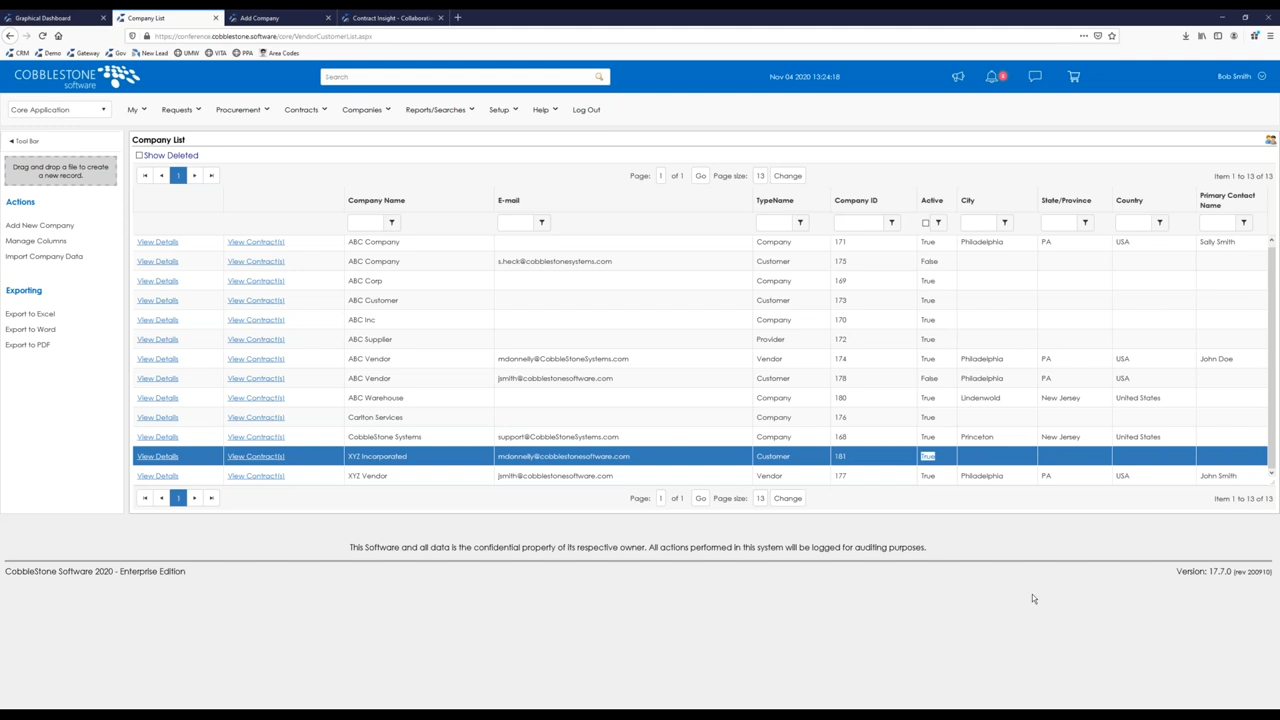 Graphical Dashboard
Company List
Add Company
Contract Insight - Collaboratio
https://conference.cobblestone.software/core/VendorCustomerList.aspx
CRM Demo Gateway Gov New Lead UMW VITA PPA Area Codes
COBBLESTONE
software
Search
Nov 04 2020 13:24:18
6
Bob Smith
Core Application
My Requests Procurement Contracts Companies Reports/Searches Setup Help Log Out
Tool Bar
Drag and drop a file to create
a new record.
Actions
Add New Company
Manage Columns
Import Company Data
Exporting
Export to Excel
Export to Word
Export to PDF
Company List
Show Deleted
1 Page: 1 of 1 Go Page size: 13 Change Item 1 to 13 of 13
Company Name E-mail TypeName Company ID Active City State/Province Country Primary Contact
Name
View Details View Contract(s) ABC Company Company 171 True Philadelphia PA USA Sally Smith
View Details View Contract(s) ABC Company s.heck@cobblestonesystems.com Customer 175 False
View Details View Contract(s) ABC Corp Company 169 True
View Details View Contract(s) ABC Customer Customer 173 True
View Details View Contract(s) ABC Inc Company 170 True
View Details View Contract(s) ABC Supplier Provider 172 True
View Details View Contract(s) ABC Vendor mdonnelly@CobbleStoneSystems.com Vendor 174 True Philadelphia PA USA John Doe
View Details View Contract(s) ABC Vendor jsmith@cobblestonesoftware.com Customer 178 False Philadelphia PA USA
View Details View Contract(s) ABC Warehouse Company 180 True Lindenwold New Jersey United States
View Details View Contract(s) Carlton Services Company 176 True
View Details View Contract(s) CobbleStone Systems support@CobbleStoneSystems.com Company 168 True Princeton New Jersey United States
View Details View Contract(s) XYZ Incorporated mdonnelly@cobblestonesoftware.com Customer 181 True
View Details View Contract(s) XYZ Vendor jsmith@cobblestonesoftware.com Vendor 177 True Philadelphia PA USA John Smith
1 Page: 1 of 1 Go Page size: 13 Change Item 1 to 13 of 13
This Software and all data is the confidential property of its respective owner. All actions performed in this system will be logged for auditing purposes.
CobbleStone Software 2020 - Enterprise Edition
Version: 17.7.0 (rev 200910)